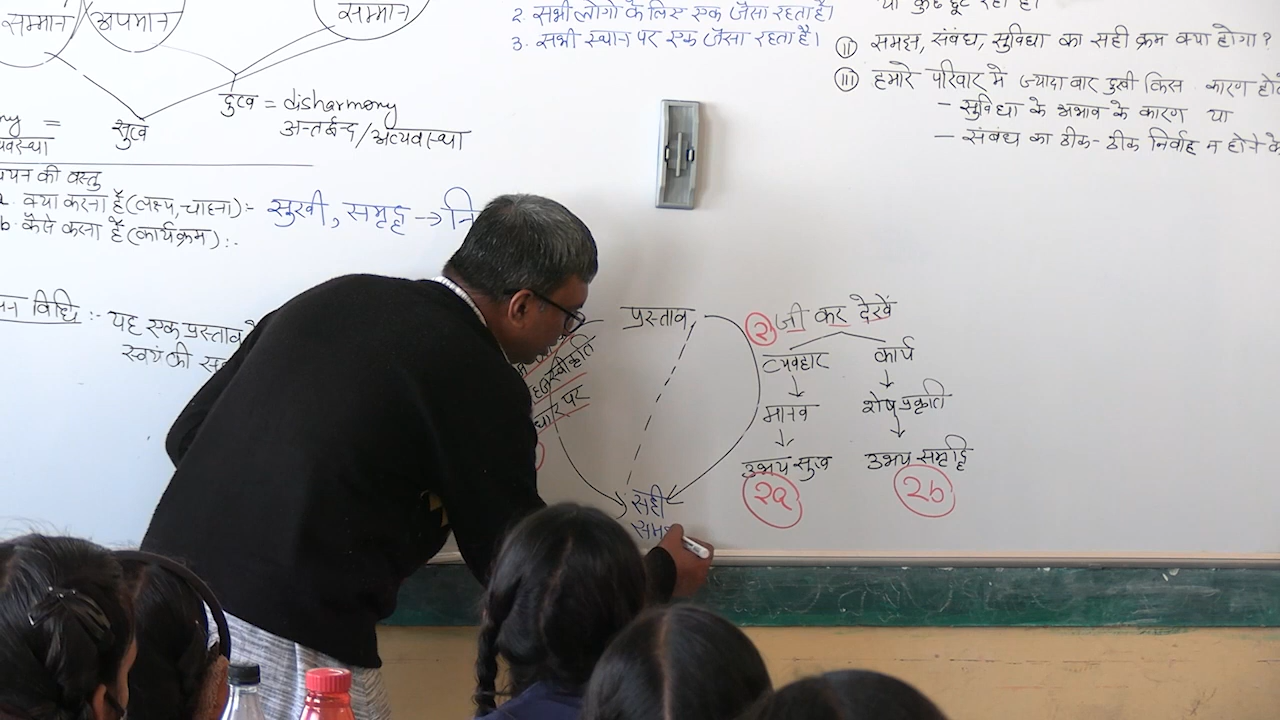 सम्मान अपमान
सम्मान
दुःख = disharmony
अन्तर्द्वन्द / अव्यवस्था
सुख
2. सभी लोगों के लिए एक जैसा रहता है।
3. सभी स्थान पर एक जैसा रहता है।
(ii) समझ, संबंध, सुविधा का सही क्रम क्या होगा?
(iii) हमारे परिवार में ज्यादा बार दुखी किस कारण
- सुविधा के अभाव के कारण या
- संबंध का ठीक-ठीक निर्वाह न होने के
की वस्तु
a. क्या करना है (लक्ष्य, चाहना) :- सुखी, समृद्ध →
b. कैसे करना है (कार्यक्रम) :-
विधि :- यह एक प्रस्ताव
स्वयं की
प्रस्ताव
पर
सही
2 जी कर देखें
व्यवहार कार्य
मानव शेष प्रकृति
उभय सुख उभय समृद्धि
2a 2b